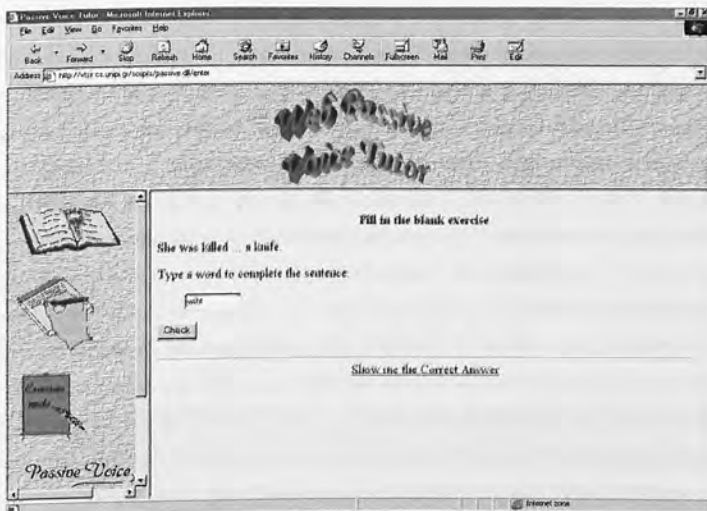 Passive Voice Tutor - Microsoft Internet Explorer
File Edit View Go Favorites Help
Back Forward Stop Refresh Home Search Favorites History Channels Fullscreen Mail Print Edit
Address
Web Passive
Voice Tutor
Fill in the blank exercise
She was killed ... a knife.
Type a word to complete the sentence:
Check
Show me the Correct Answer
Passive Voice
Internet zone